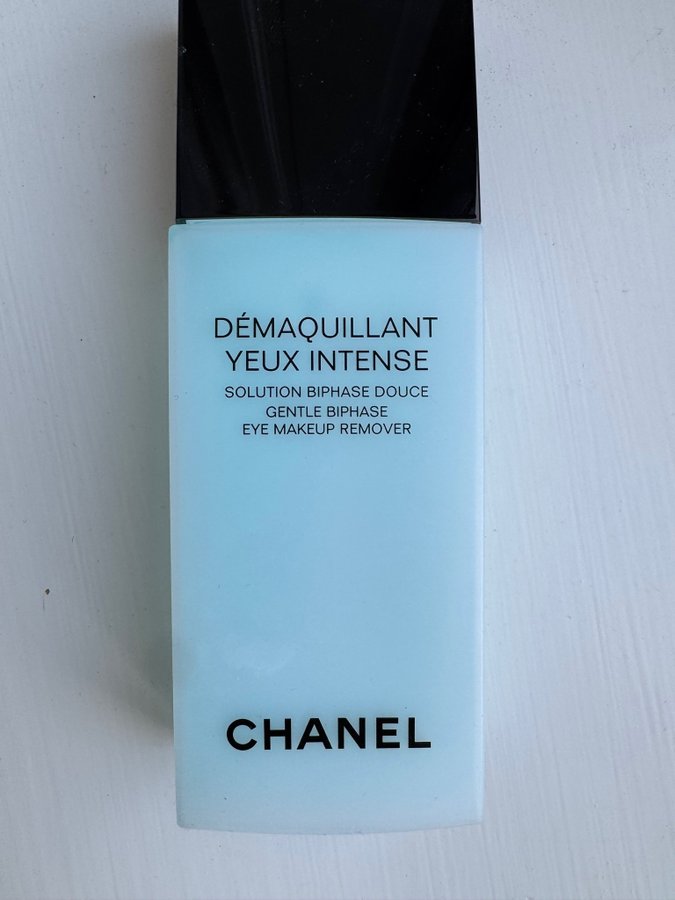 DÉMAQUILLANT
YEUX INTENSE
SOLUTION BIPHASE DOUCE
GENTLE BIPHASE
EYE MAKEUP REMOVER
CHANEL